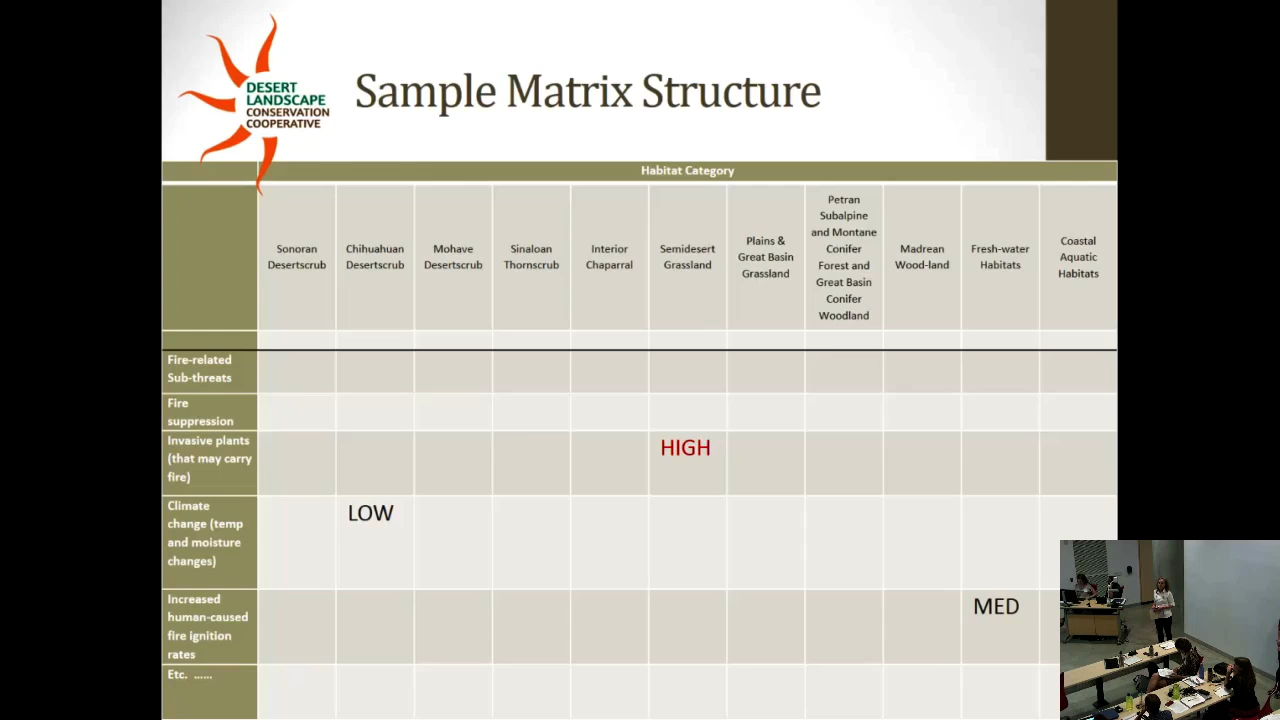 DESERT
LANDSCAPE
CONSERVATION
COOPERATIVE
Sample Matrix Structure
Habitat Category
Sonoran
Desertscrub
Chihuahuan
Desertscrub
Mohave
Desertscrub
Sinaloan
Thornscrub
Interior
Chaparral
Semidesert
Grassland
Plains &
Great Basin
Grassland
Petran
Subalpine
and Montane
Conifer
Forest and
Great Basin
Conifer
Woodland
Madrean
Wood-land
Fresh-water
Habitats
Coastal
Aquatic
Habitats
Fire-related
Sub-threats
Fire
suppression
Invasive plants
(that may carry
fire)
HIGH
Climate
change (temp
and moisture
changes)
LOW
Increased
human-caused
fire ignition
rates
MED
Etc. ......